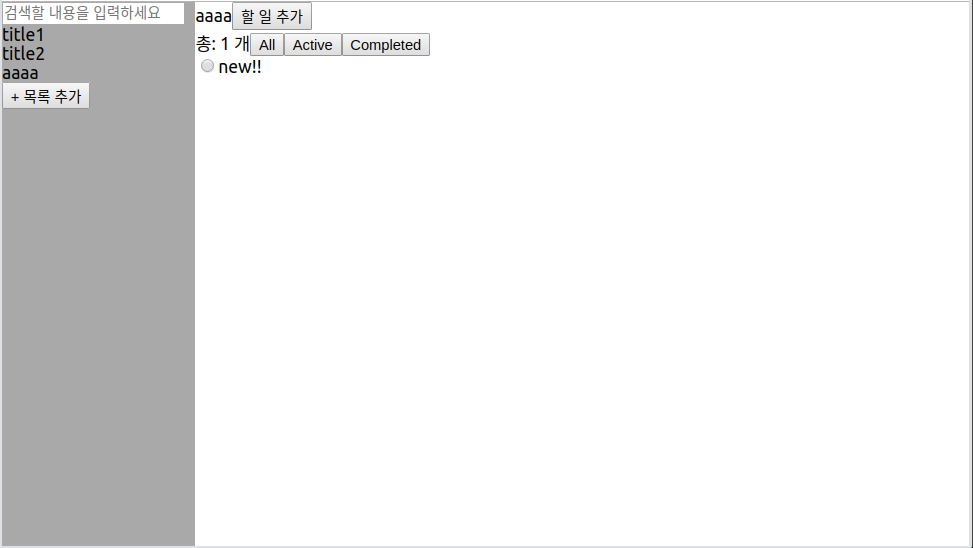 검색할 내용을 입력하세요
title1
title2
aaaa
+ 목록 추가
aaaa 할 일 추가
총: 1 개 All Active Completed
new!!